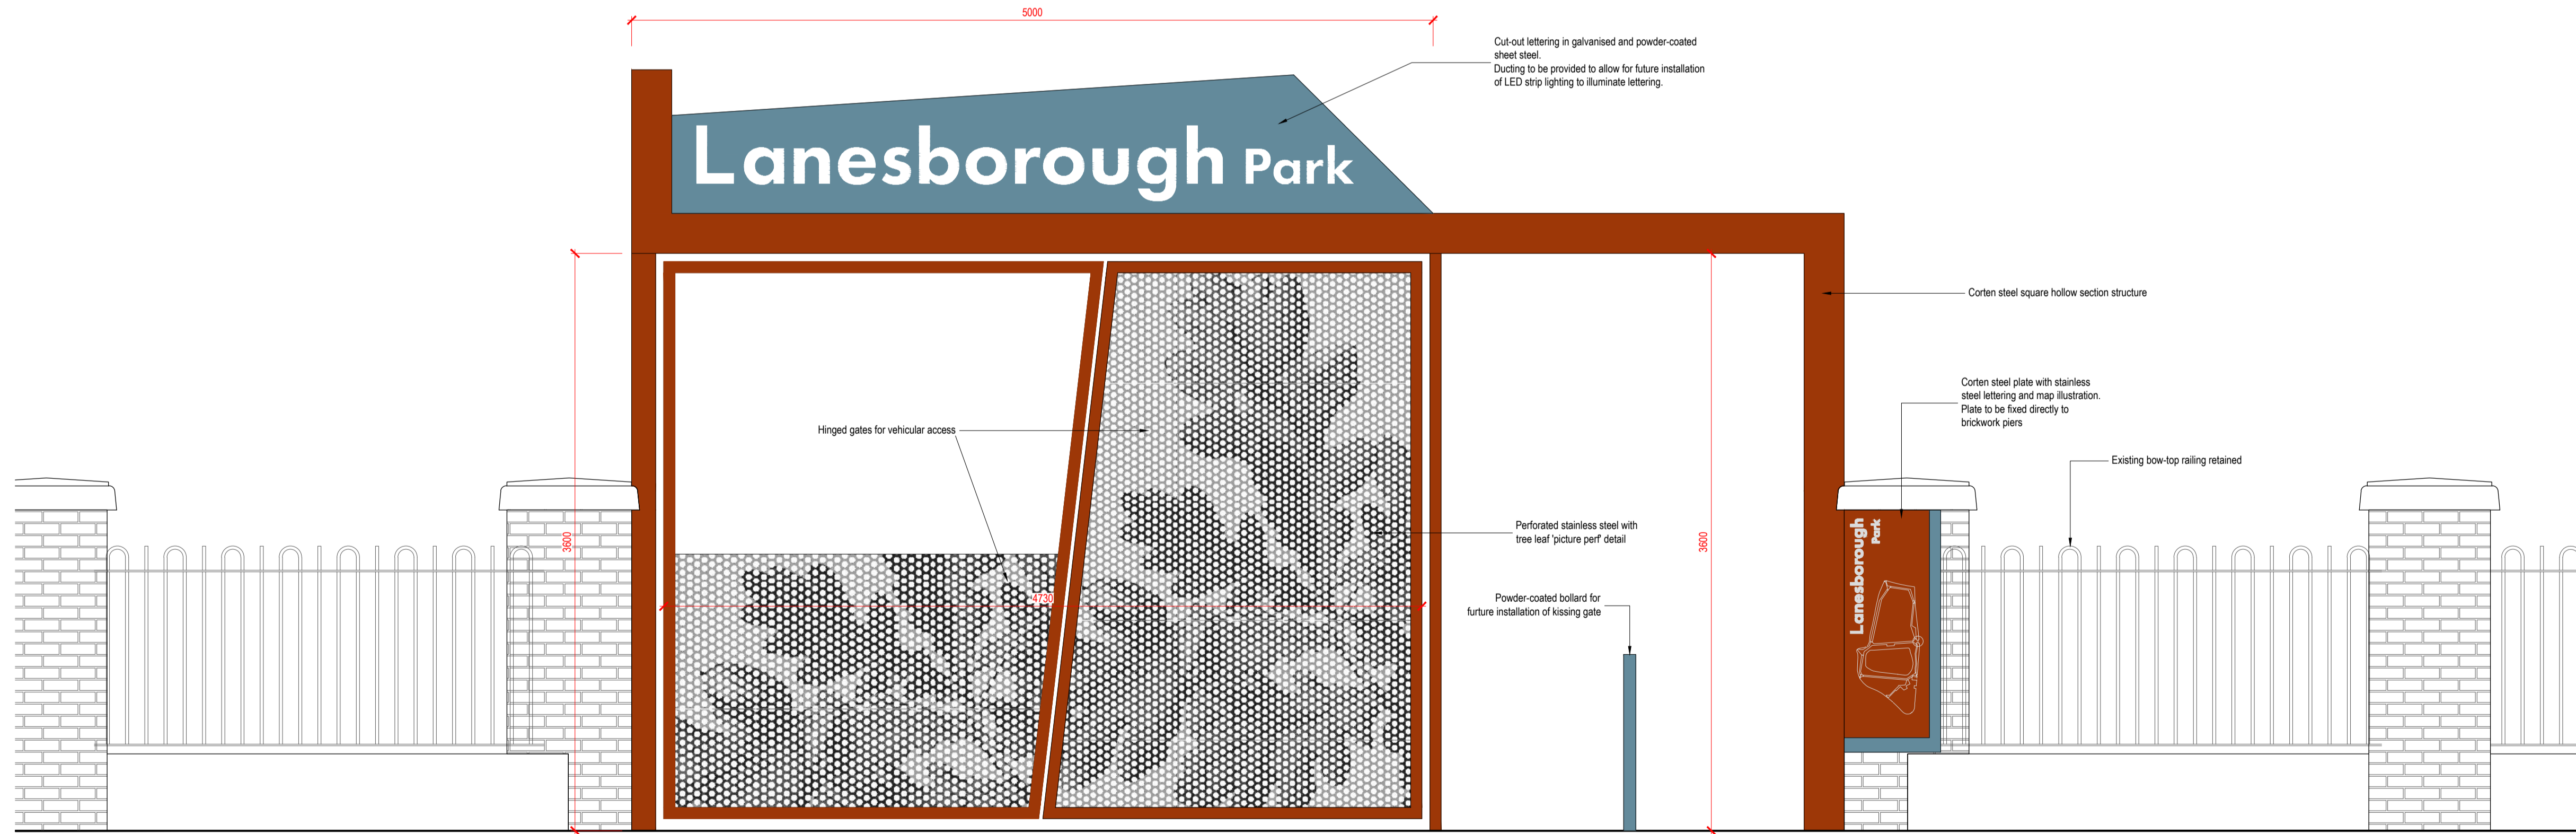 5000
Cut-out lettering in galvanised and powder-coated
sheet steel.
Ducting to be provided to allow for future installation
of LED strip lighting to illuminate lettering.
Lanesborough Park
Corten steel square hollow section structure
Corten steel plate with stainless
steel lettering and map illustration.
Plate to be fixed directly to
brickwork piers
Hinged gates for vehicular access
Existing bow-top railing retained
Perforated stainless steel with
tree leaf 'picture perf' detail
3600
3600
Lanesborough
Park
4730
Powder-coated bollard for
furture installation of kissing gate